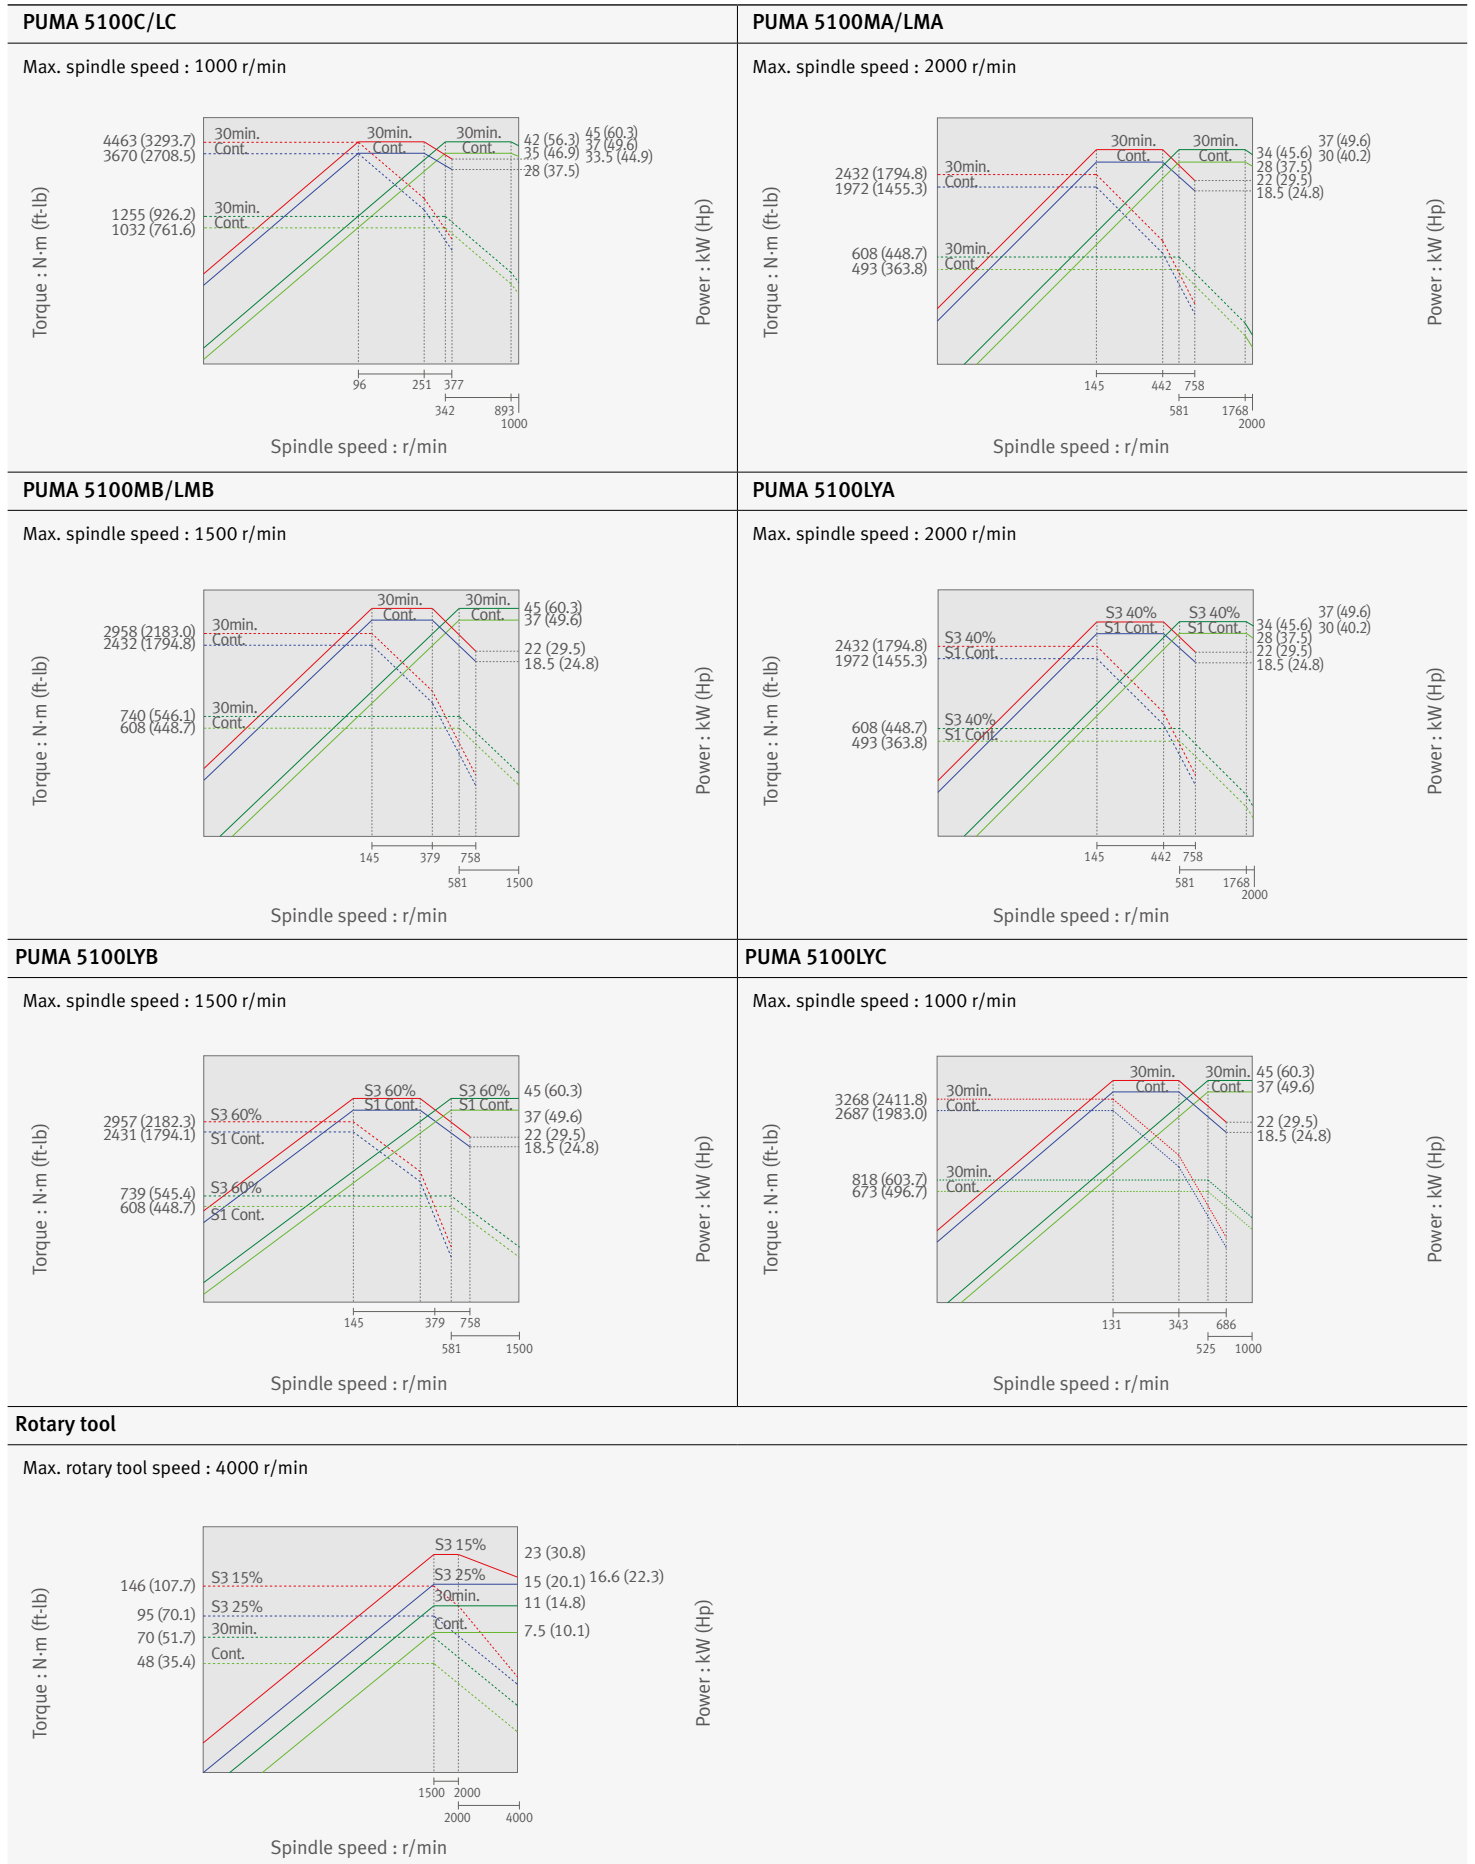 PUMA 5100C/LC
Max. spindle speed : 1000 r/min
Torque : N·m (ft-lb)
4463 (3293.7)
3670 (2708.5)
1255 (926.2)
1032 (761.6)
30min.
Cont.
30min.
Cont.
30min.
Cont.
30min.
Cont.
42 (56.3)
45 (60.3)
35 (46.9)
37 (49.6)
33.5 (44.9)
28 (37.5)
Power : kW (Hp)
96 251 377
342 893
1000
Spindle speed : r/min
PUMA 5100MA/LMA
Max. spindle speed : 2000 r/min
Torque : N·m (ft-lb)
2432 (1794.8)
1972 (1455.3)
608 (448.7)
493 (363.8)
30min.
Cont.
30min.
Cont.
30min.
Cont.
30min.
Cont.
37 (49.6)
34 (45.6)
30 (40.2)
28 (37.5)
22 (29.5)
18.5 (24.8)
Power : kW (Hp)
145 442 758
581 1768
2000
Spindle speed : r/min
PUMA 5100MB/LMB
Max. spindle speed : 1500 r/min
Torque : N·m (ft-lb)
2958 (2183.0)
2432 (1794.8)
740 (546.1)
608 (448.7)
30min.
Cont.
30min.
Cont.
30min.
Cont.
30min.
45 (60.3)
37 (49.6)
22 (29.5)
18.5 (24.8)
Power : kW (Hp)
145 379 758
581 1500
Spindle speed : r/min
PUMA 5100LYA
Max. spindle speed : 2000 r/min
Torque : N·m (ft-lb)
2432 (1794.8)
1972 (1455.3)
608 (448.7)
493 (363.8)
S3 40%
S1 Cont.
S3 40%
S1 Cont.
S3 40%
S1 Cont.
S3 40%
S1 Cont.
37 (49.6)
34 (45.6)
30 (40.2)
28 (37.5)
22 (29.5)
18.5 (24.8)
Power : kW (Hp)
145 442 758
581 1768
2000
Spindle speed : r/min
PUMA 5100LYB
Max. spindle speed : 1500 r/min
Torque : N·m (ft-lb)
2957 (2182.3)
2431 (1794.1)
739 (545.4)
608 (448.7)
S3 60%
S1 Cont.
S3 60%
S1 Cont.
S3 60%
S1 Cont.
S3 60%
S1 Cont.
45 (60.3)
37 (49.6)
22 (29.5)
18.5 (24.8)
Power : kW (Hp)
145 379 758
581 1500
Spindle speed : r/min
PUMA 5100LYC
Max. spindle speed : 1000 r/min
Torque : N·m (ft-lb)
3268 (2411.8)
2687 (1983.0)
818 (603.7)
673 (496.7)
30min.
Cont.
30min.
Cont.
30min.
Cont.
30min.
Cont.
45 (60.3)
37 (49.6)
22 (29.5)
18.5 (24.8)
Power : kW (Hp)
131 343 686
525 1000
Spindle speed : r/min
Rotary tool
Max. rotary tool speed : 4000 r/min
Torque : N·m (ft-lb)
146 (107.7)
95 (70.1)
70 (51.7)
48 (35.4)
S3 15%
S3 25%
30min.
Cont.
S3 15%
S3 25%
30min.
Cont.
23 (30.8)
16.6 (22.3)
15 (20.1)
11 (14.8)
7.5 (10.1)
Power : kW (Hp)
1500 2000
2000 4000
Spindle speed : r/min